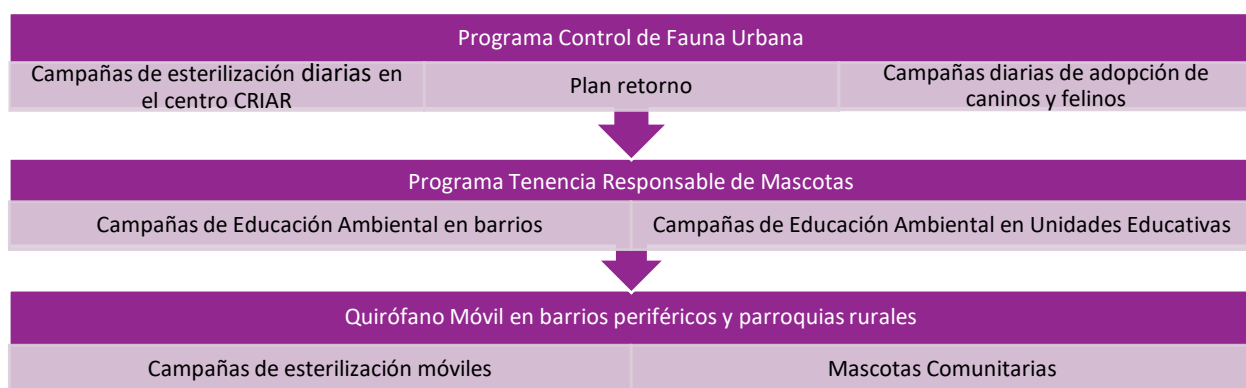 Programa Control de Fauna Urbana
Campañas de esterilización diarias en
el centro CRIAR
Plan retorno
Campañas diarias de adopción de
caninos y felinos
Programa Tenencia Responsable de Mascotas
Campañas de Educación Ambiental en barrios
Campañas de Educación Ambiental en Unidades Educativas
Quirófano Móvil en barrios periféricos y parroquias rurales
Campañas de esterilización móviles
Mascotas Comunitarias